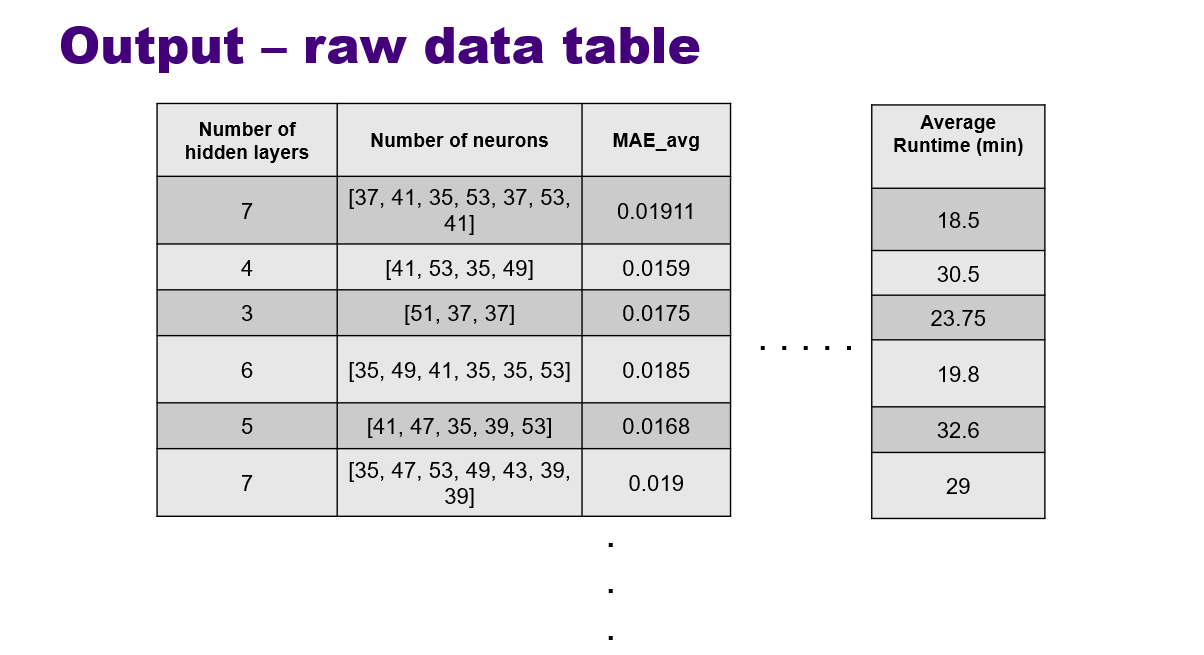 Output – raw data table
Number of
hidden layers
Number of neurons
MAE_avg
Average
Runtime (min)
7
[37, 41, 35, 53, 37, 53,
41]
0.01911
18.5
4
[41, 53, 35, 49]
0.0159
30.5
3
[51, 37, 37]
0.0175
23.75
6
[35, 49, 41, 35, 35, 53]
0.0185
19.8
5
[41, 47, 35, 39, 53]
0.0168
32.6
7
[35, 47, 53, 49, 43, 39,
39]
0.019
29
. . . . .
.
.
.